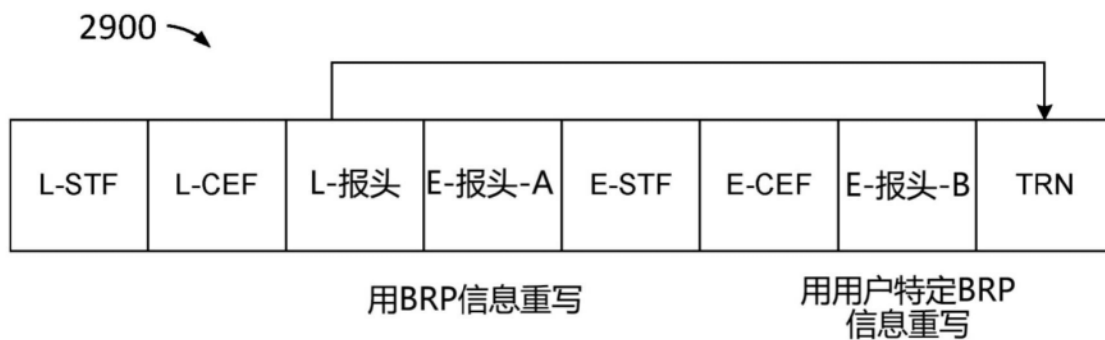 2900
L-STF L-CEF L-报头 E-报头-A E-STF E-CEF E-报头-B TRN
用BRP信息重写
用用户特定BRP
信息重写